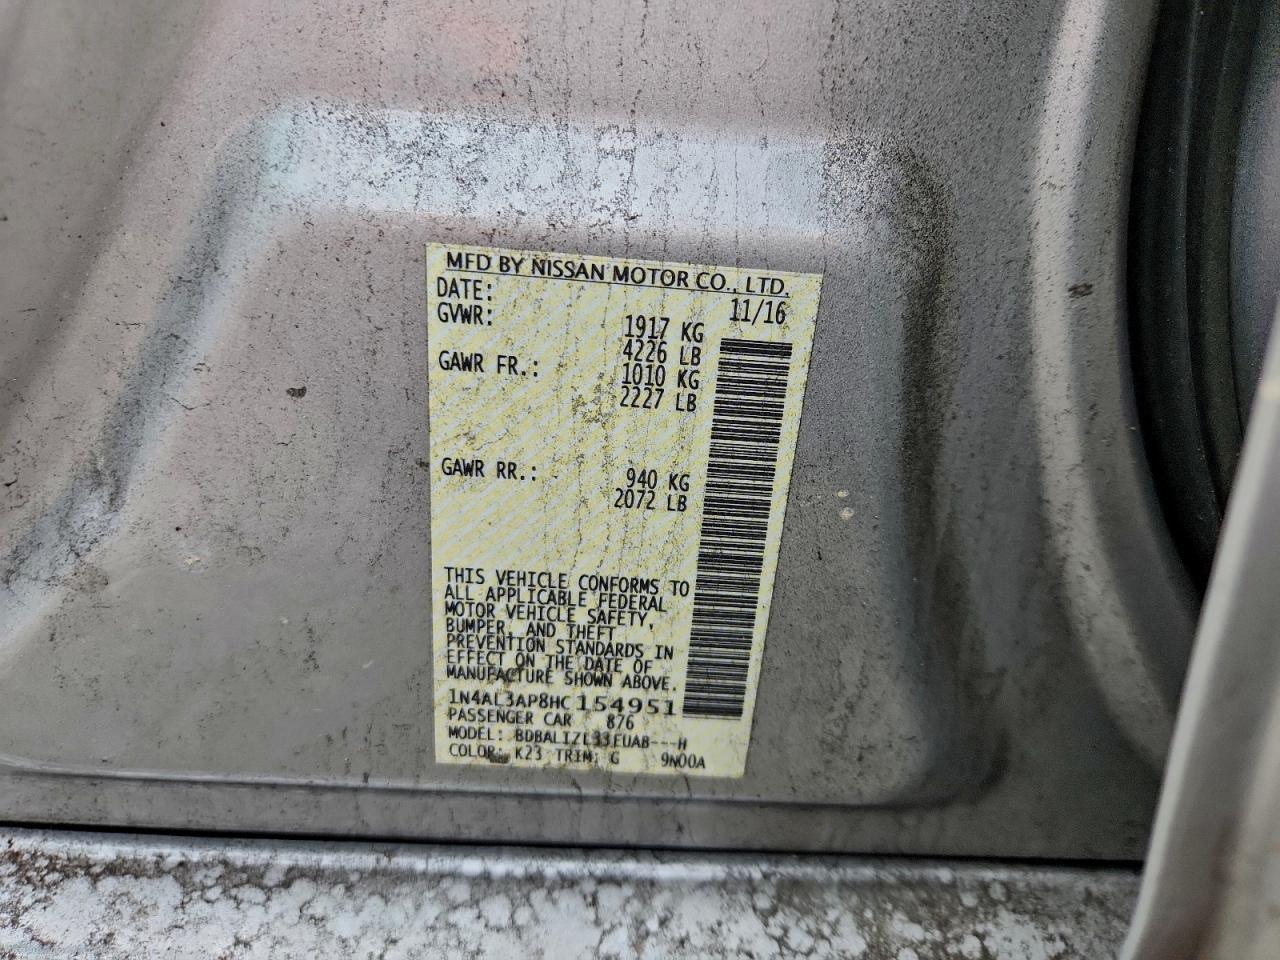 MFD BY NISSAN MOTOR CO., LTD.
DATE: 11/16
GVWR: 1917 KG
4226 LB
GAWR FR.: 1010 KG
2227 LB
GAWR RR.: 940 KG
2072 LB
THIS VEHICLE CONFORMS TO
ALL APPLICABLE FEDERAL
MOTOR VEHICLE SAFETY,
BUMPER, AND THEFT
PREVENTION STANDARDS IN
EFFECT ON THE DATE OF
MANUFACTURE SHOWN ABOVE.
1N4AL3AP8HC154951
PASSENGER CAR 876
MODEL: BDBALIZL33EUAB---H
COLOR: K23 TRIM: G 9N00A